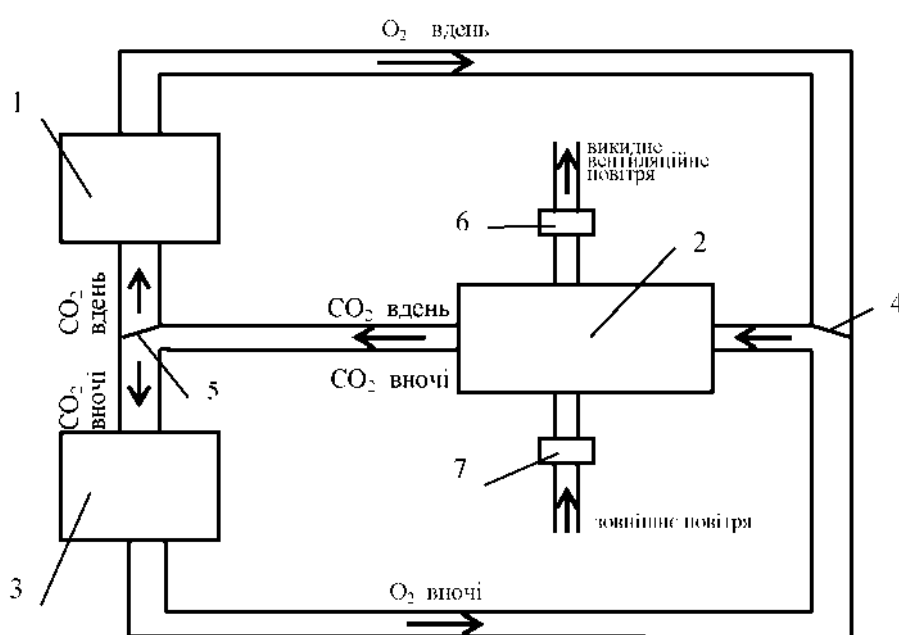 O₂ вдень
1
викидне
вентиляційне
повітря
6
2
CO₂
вдень
CO₂ вдень
4
CO₂ вночі
CO₂
вночі
5
7
зовнішнє повітря
3
O₂ вночі